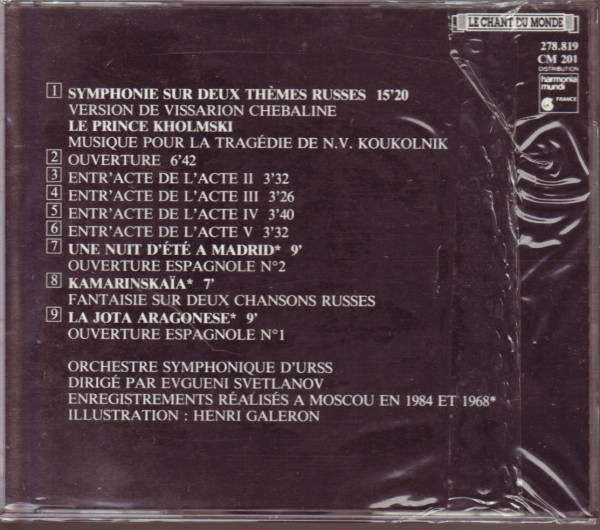 LE CHANT DU MONDE
278.819
CM 201
DISTRIBUTION
harmonia
mundi
FRANCE
1 SYMPHONIE SUR DEUX THÈMES RUSSES 15'20
VERSION DE VISSARION CHEBALINE
LE PRINCE KHOLMSKI
MUSIQUE POUR LA TRAGÉDIE DE N.V. KOUKOLNIK
2 OUVERTURE 6'42
3 ENTR'ACTE DE L'ACTE II 3'32
4 ENTR'ACTE DE L'ACTE III 3'26
5 ENTR'ACTE DE L'ACTE IV 3'40
6 ENTR'ACTE DE L'ACTE V 3'32
7 UNE NUIT D'ÉTÉ A MADRID* 9'
OUVERTURE ESPAGNOLE N°2
8 KAMARINSKAÏA* 7'
FANTAISIE SUR DEUX CHANSONS RUSSES
9 LA JOTA ARAGONESE* 9'
OUVERTURE ESPAGNOLE N°1
ORCHESTRE SYMPHONIQUE D'URSS
DIRIGÉ PAR EVGUENI SVETLANOV
ENREGISTREMENTS RÉALISÉS A MOSCOU EN 1984 ET 1968*
ILLUSTRATION : HENRI GALERON